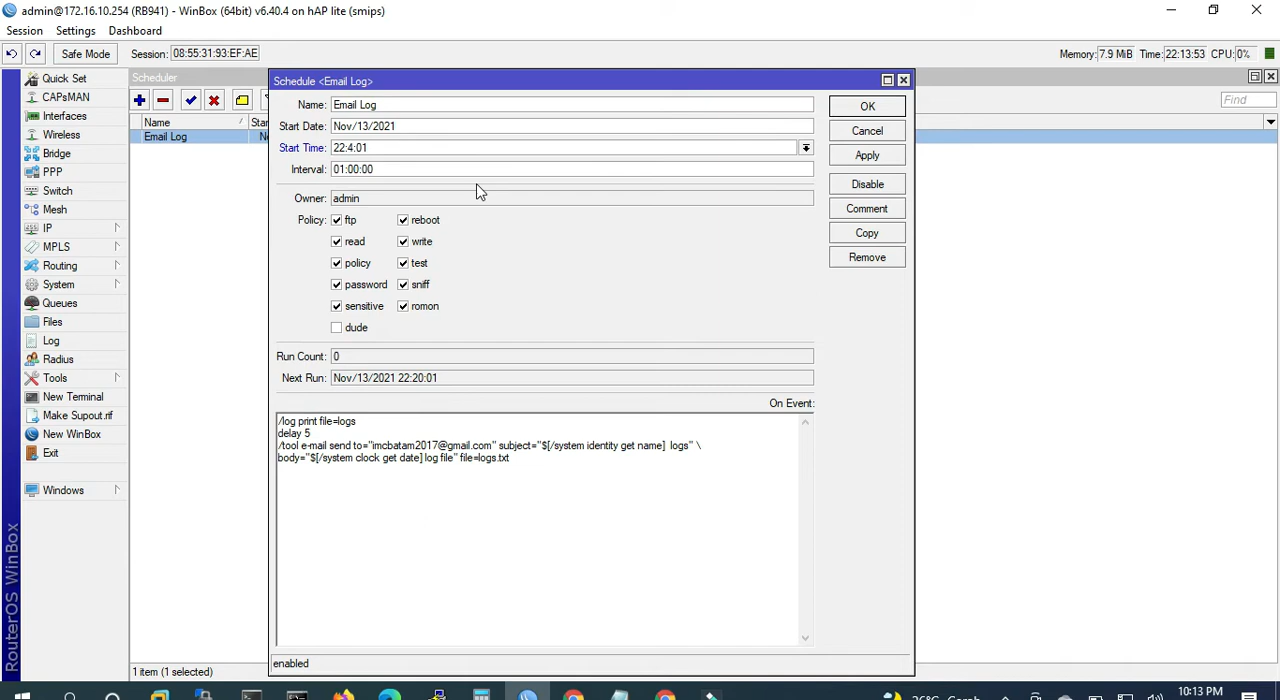 admin@172.16.10.254 (RB941) - WinBox (64bit) v6.40.4 on hAP lite (smips)
Session Settings Dashboard
Safe Mode Session: 08:55:31:93:EF:AE Memory: 7.9 MiB Time: 22:13:53 CPU: 0%
Quick Set
CAPsMAN
Interfaces
Wireless
Bridge
PPP
Switch
Mesh
IP
MPLS
Routing
System
Queues
Files
Log
Radius
Tools
New Terminal
Make Supout.rif
New WinBox
Exit
Windows
RouterOS WinBox
Scheduler
Find
Name
Email Log
1 item (1 selected)
Schedule <Email Log>
Name: Email Log
Start Date: Nov/13/2021
Start Time: 22:4:01
Interval: 01:00:00
Owner: admin
Policy: ftp reboot
read write
policy test
password sniff
sensitive romon
dude
Run Count: 0
Next Run: Nov/13/2021 22:20:01
On Event:
/log print file=logs
delay 5
/tool e-mail send to="imcbatam2017@gmail.com" subject="$[/system identity get name] logs" \
body="$[/system clock get date] log file" file=logs.txt
enabled
OK
Cancel
Apply
Disable
Comment
Copy
Remove
10:13 PM